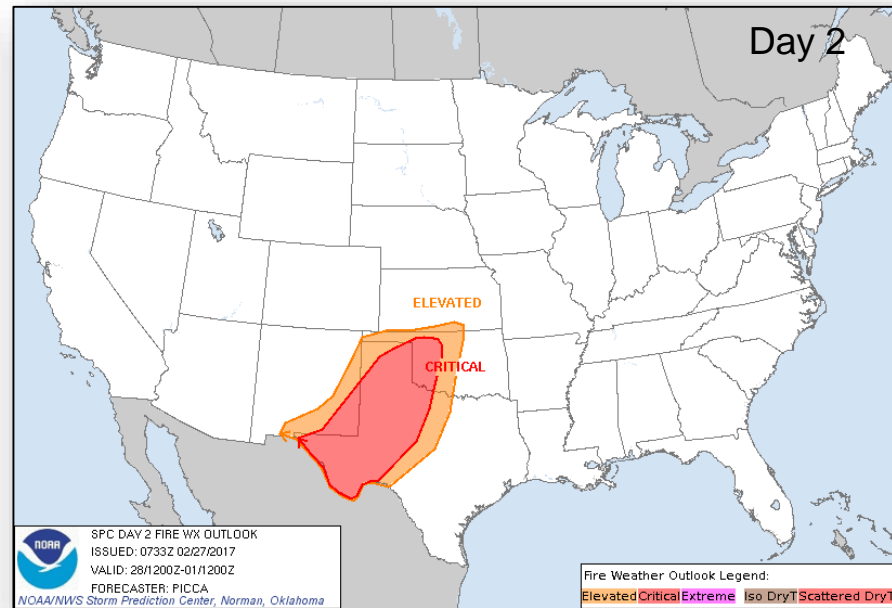 Day 2
ELEVATED
CRITICAL
NOAA
SPC DAY 2 FIRE WX OUTLOOK
ISSUED: 0733Z 02/27/2017
VALID: 28/1200Z-01/1200Z
FORECASTER: PICCA
NOAA/NWS Storm Prediction Center, Norman, Oklahoma
Fire Weather Outlook Legend:
Elevated Critical Extreme Iso DryT Scattered DryT